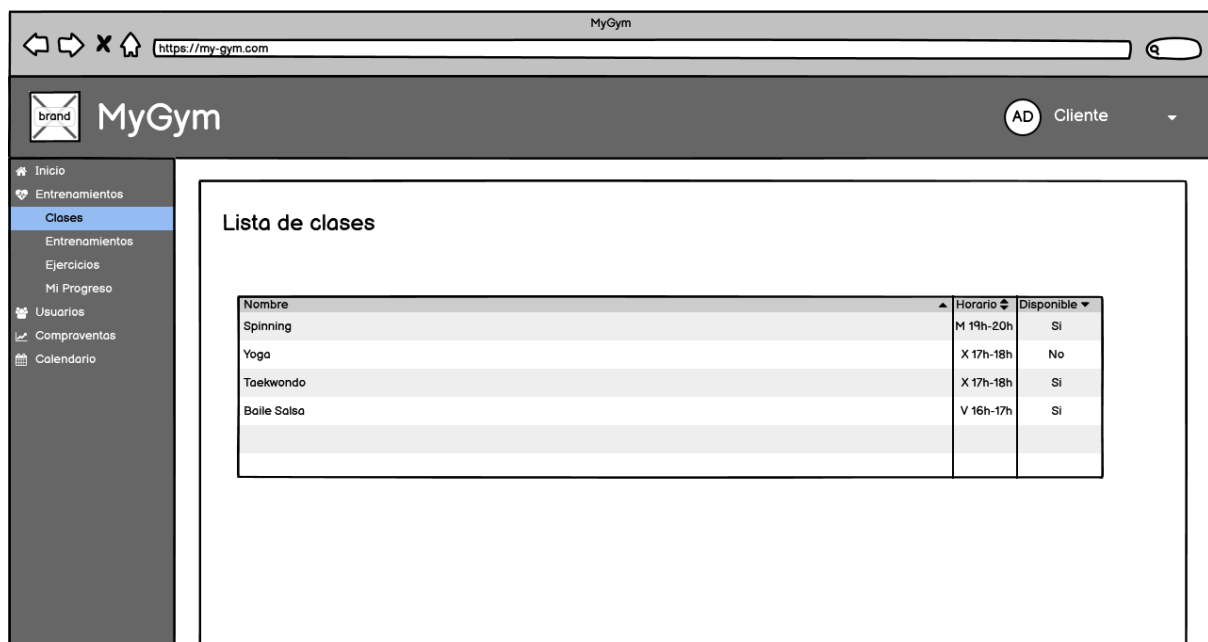 MyGym
https://my-gym.com
brand
MyGym
AD
Cliente
Inicio
Entrenamientos
Clases
Entrenamientos
Ejercicios
Mi Progreso
Usuarios
Compraventas
Calendario
Lista de clases
Nombre Horario Disponible
Spinning M 19h-20h Si
Yoga X 17h-18h No
Taekwondo X 17h-18h Si
Baile Salsa V 16h-17h Si